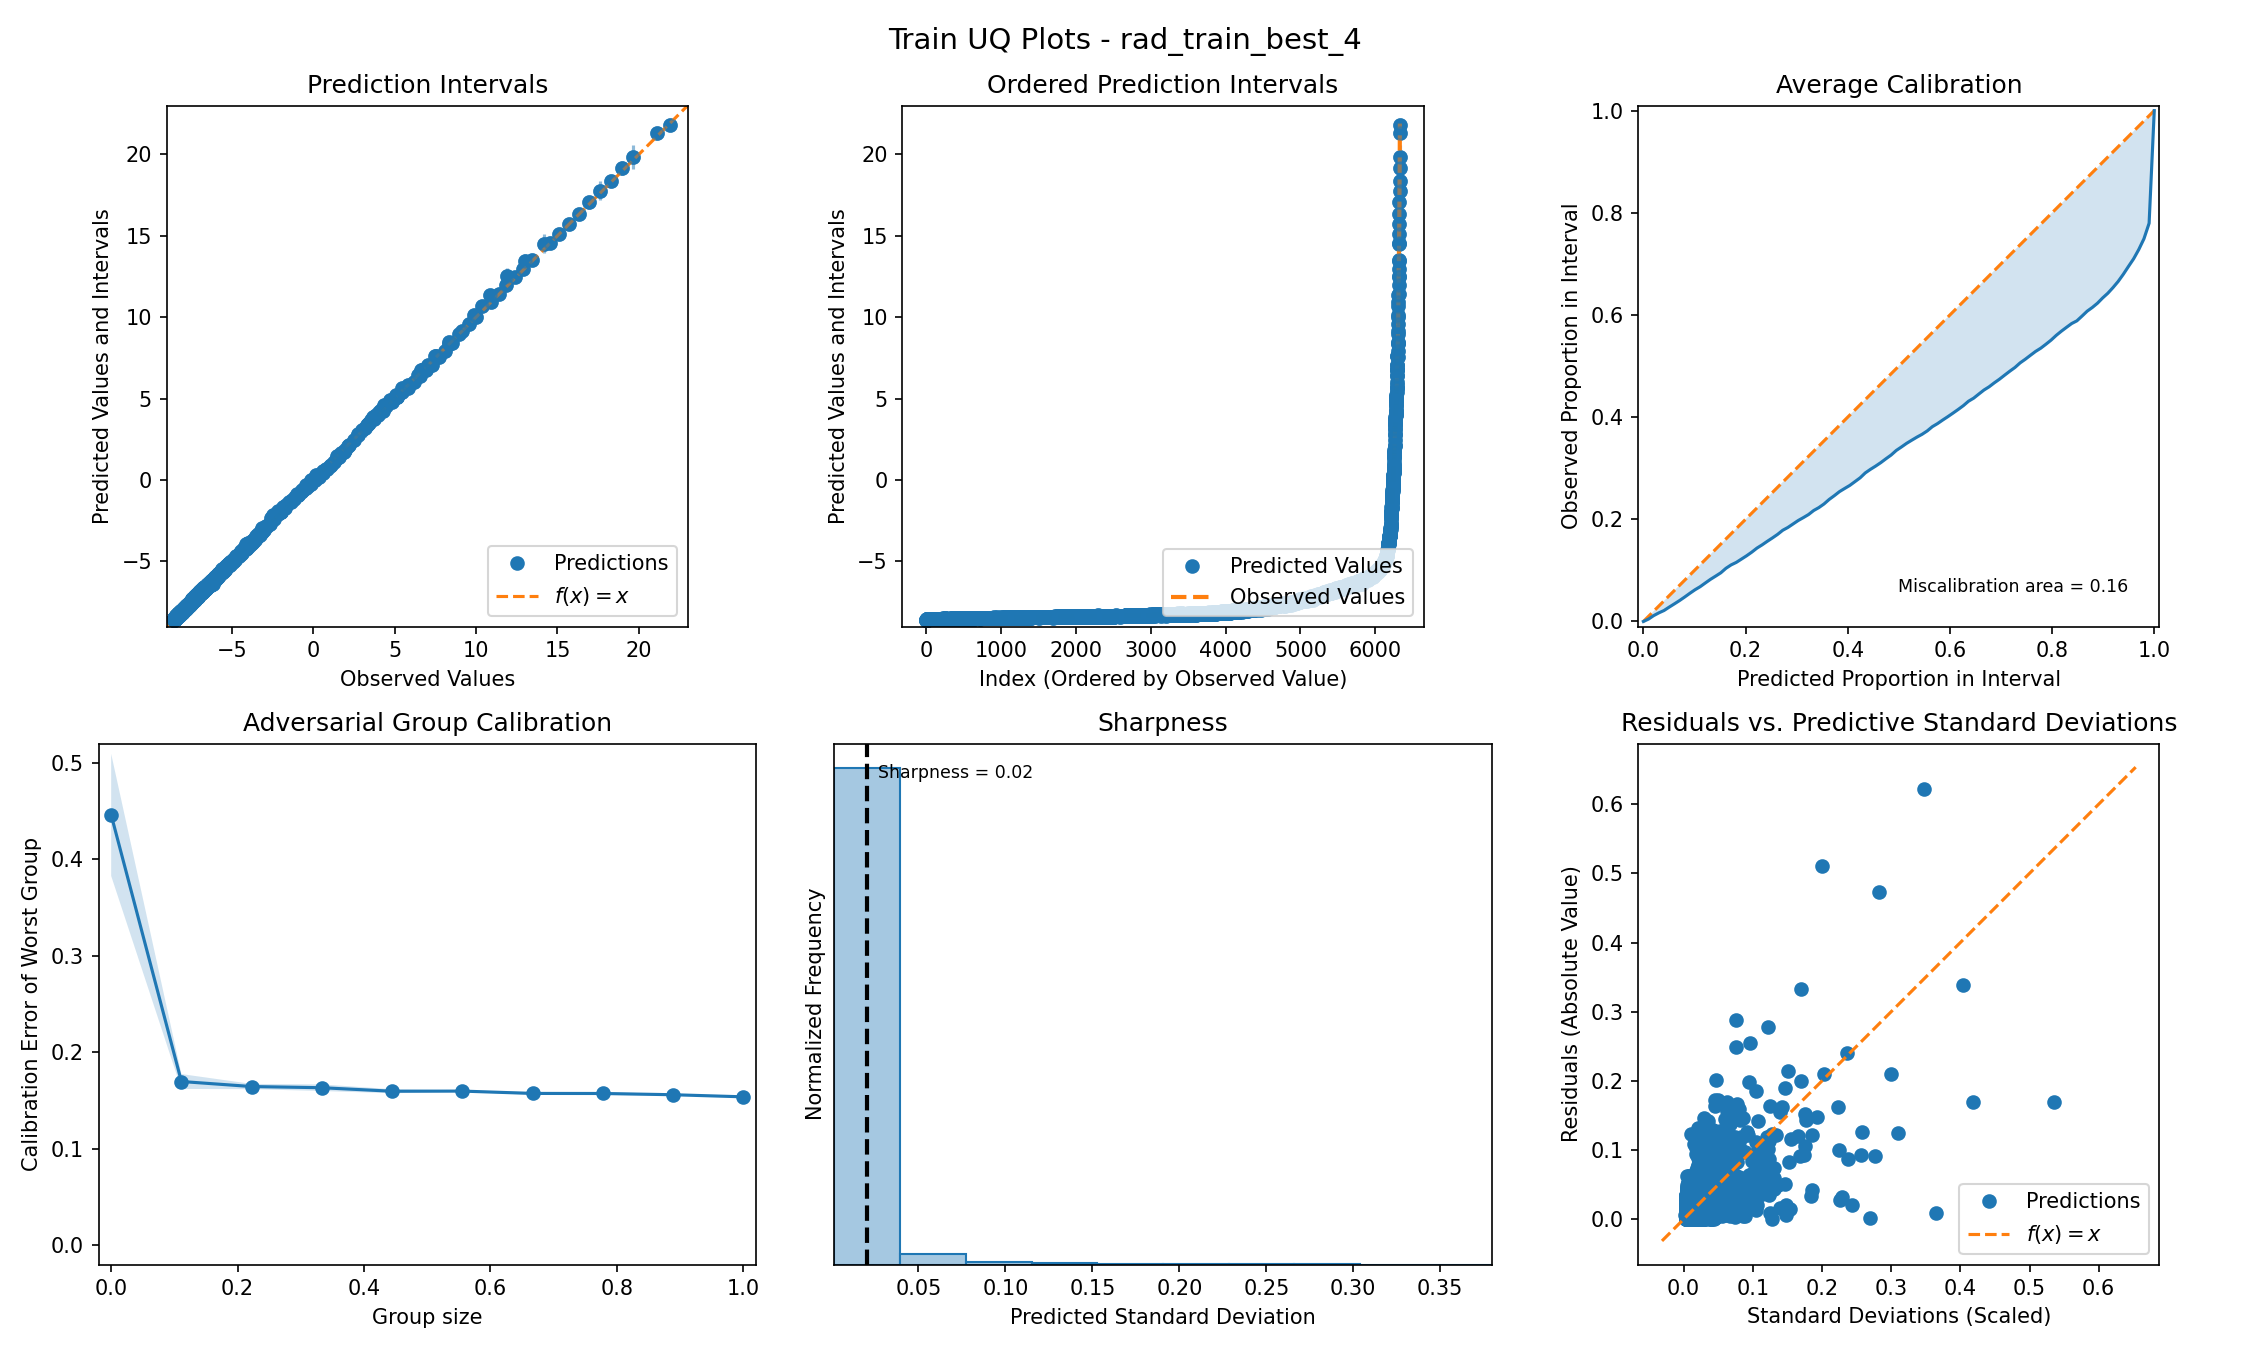 Train UQ Plots - rad_train_best_4
Prediction Intervals
Predicted Values and Intervals
20
15
10
5
0
−5
−5
0
5
10
15
20
Observed Values
Predictions
f(x) = x
Ordered Prediction Intervals
Predicted Values and Intervals
20
15
10
5
0
−5
0
1000
2000
3000
4000
5000
6000
Index (Ordered by Observed Value)
Predicted Values
Observed Values
Average Calibration
Observed Proportion in Interval
1.0
0.8
0.6
0.4
0.2
0.0
0.0
0.2
0.4
0.6
0.8
1.0
Predicted Proportion in Interval
Miscalibration area = 0.16
Adversarial Group Calibration
Calibration Error of Worst Group
0.5
0.4
0.3
0.2
0.1
0.0
0.0
0.2
0.4
0.6
0.8
1.0
Group size
Sharpness
Normalized Frequency
Sharpness = 0.02
0.05
0.10
0.15
0.20
0.25
0.30
0.35
Predicted Standard Deviation
Residuals vs. Predictive Standard Deviations
Residuals (Absolute Value)
0.6
0.5
0.4
0.3
0.2
0.1
0.0
0.0
0.1
0.2
0.3
0.4
0.5
0.6
Standard Deviations (Scaled)
Predictions
f(x) = x